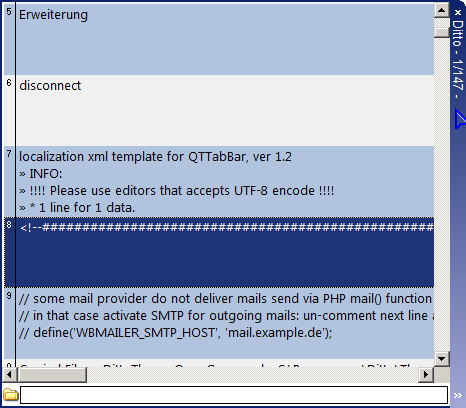 5 Erweiterung
6 disconnect
7 localization xml template for QTTabBar, ver 1.2
» INFO:
» !!!! Please use editors that accepts UTF-8 encode !!!!
» * 1 line for 1 data.
8 <!--##################################################
9 // some mail provider do not deliver mails send via PHP mail() function
// in that case activate SMTP for outgoing mails: un-comment next line a
// define('WBMAILER_SMTP_HOST', 'mail.example.de');
× Ditto - 1/147 -
»